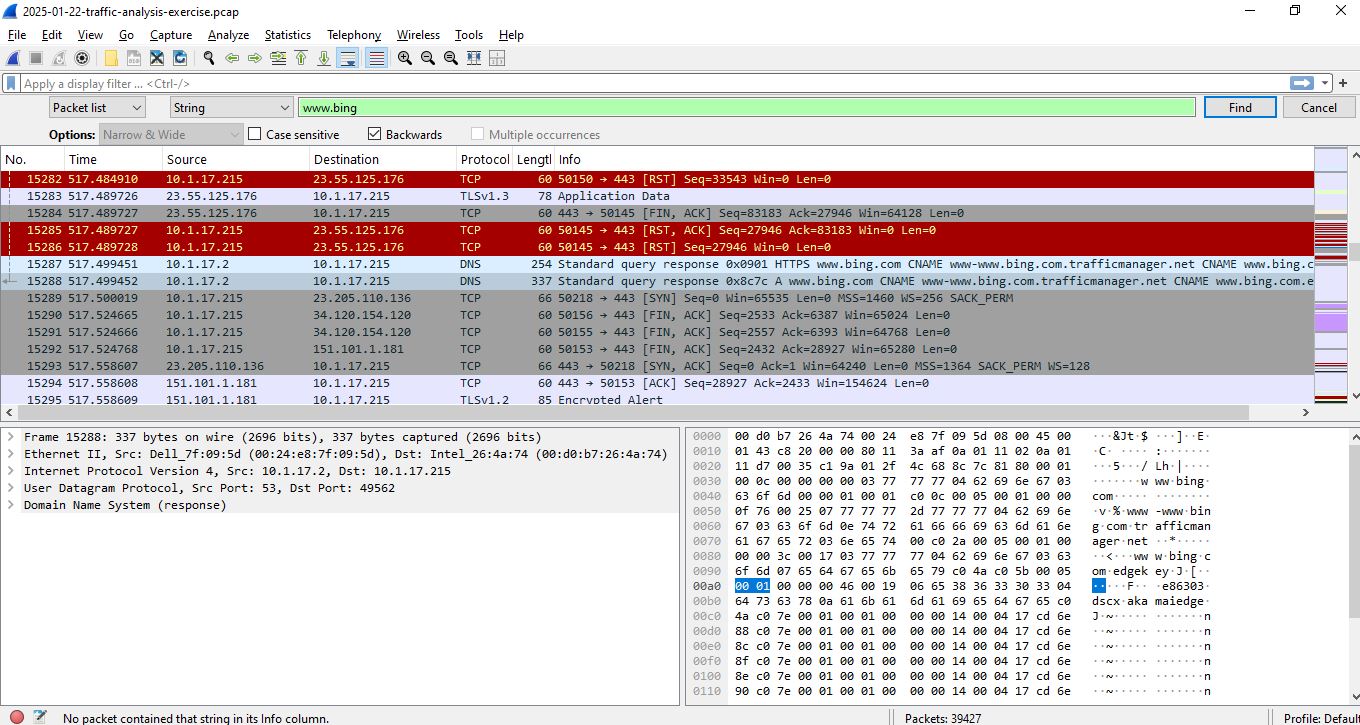 2025-01-22-traffic-analysis-exercise.pcap
File Edit View Go Capture Analyze Statistics Telephony Wireless Tools Help
Apply a display filter ... <Ctrl-/>
Packet list String www.bing Find Cancel
Options: Narrow & Wide Case sensitive Backwards Multiple occurrences
No. Time Source Destination Protocol Lengtl Info
15282 517.484910 10.1.17.215 23.55.125.176 TCP 60 50150 → 443 [RST] Seq=33543 Win=0 Len=0
15283 517.489726 23.55.125.176 10.1.17.215 TLSv1.3 78 Application Data
15284 517.489727 23.55.125.176 10.1.17.215 TCP 60 443 → 50145 [FIN, ACK] Seq=83183 Ack=27946 Win=64128 Len=0
15285 517.489727 10.1.17.215 23.55.125.176 TCP 60 50145 → 443 [RST, ACK] Seq=27946 Ack=83183 Win=0 Len=0
15286 517.489728 10.1.17.215 23.55.125.176 TCP 60 50145 → 443 [RST] Seq=27946 Win=0 Len=0
15287 517.499451 10.1.17.2 10.1.17.215 DNS 254 Standard query response 0x0901 HTTPS www.bing.com CNAME www-www.bing.com.trafficmanager.net CNAME www.bing.c
15288 517.499452 10.1.17.2 10.1.17.215 DNS 337 Standard query response 0x8c7c A www.bing.com CNAME www-www.bing.com.trafficmanager.net CNAME www.bing.com.e
15289 517.500019 10.1.17.215 23.205.110.136 TCP 66 50218 → 443 [SYN] Seq=0 Win=65535 Len=0 MSS=1460 WS=256 SACK_PERM
15290 517.524665 10.1.17.215 34.120.154.120 TCP 60 50156 → 443 [FIN, ACK] Seq=2533 Ack=6387 Win=65024 Len=0
15291 517.524666 10.1.17.215 34.120.154.120 TCP 60 50155 → 443 [FIN, ACK] Seq=2557 Ack=6393 Win=64768 Len=0
15292 517.524768 10.1.17.215 151.101.1.181 TCP 60 50153 → 443 [FIN, ACK] Seq=2432 Ack=28927 Win=65280 Len=0
15293 517.558607 23.205.110.136 10.1.17.215 TCP 66 443 → 50218 [SYN, ACK] Seq=0 Ack=1 Win=64240 Len=0 MSS=1364 SACK_PERM WS=128
15294 517.558608 151.101.1.181 10.1.17.215 TCP 60 443 → 50153 [ACK] Seq=28927 Ack=2433 Win=154624 Len=0
15295 517.558609 151.101.1.181 10.1.17.215 TLSv1.2 85 Encrypted Alert
Frame 15288: 337 bytes on wire (2696 bits), 337 bytes captured (2696 bits)
Ethernet II, Src: Dell_7f:09:5d (00:24:e8:7f:09:5d), Dst: Intel_26:4a:74 (00:d0:b7:26:4a:74)
Internet Protocol Version 4, Src: 10.1.17.2, Dst: 10.1.17.215
User Datagram Protocol, Src Port: 53, Dst Port: 49562
Domain Name System (response)
0000 00 d0 b7 26 4a 74 00 24 e8 7f 09 5d 08 00 45 00 ···&Jt·$ ···]··E·
0010 01 43 c8 20 00 00 80 11 3a af 0a 01 11 02 0a 01 ·C· ···· :·······
0020 11 d7 00 35 c1 9a 01 2f 4c 68 8c 7c 81 80 00 01 ···5···/ Lh·|····
0030 00 0c 00 00 00 00 03 77 77 77 04 62 69 6e 67 03 ·······w ww·bing·
0040 63 6f 6d 00 00 01 00 01 c0 0c 00 05 00 01 00 00 com····· ········
0050 0f 76 00 25 07 77 77 77 2d 77 77 77 04 62 69 6e ·v·%·www -www·bin
0060 67 03 63 6f 6d 0e 74 72 61 66 66 69 63 6d 61 6e g·com·tr afficman
0070 61 67 65 72 03 6e 65 74 00 c0 2a 00 05 00 01 00 ager·net ··*·····
0080 00 00 3c 00 17 03 77 77 77 04 62 69 6e 67 03 63 ··<···ww w·bing·c
0090 6f 6d 07 65 64 67 65 6b 65 79 c0 4a c0 5b 00 05 om·edgek ey·J·[··
00a0 00 01 00 00 00 46 00 19 06 65 38 36 33 30 33 04 ·····F·· ·e86303·
00b0 64 73 63 78 0a 61 6b 61 6d 61 69 65 64 67 65 c0 dscx·aka maiedge·
00c0 4a c0 7e 00 01 00 01 00 00 00 14 00 04 17 cd 6e J·~····· ·······n
00d0 88 c0 7e 00 01 00 01 00 00 00 14 00 04 17 cd 6e ··~····· ·······n
00e0 8c c0 7e 00 01 00 01 00 00 00 14 00 04 17 cd 6e ··~····· ·······n
00f0 8f c0 7e 00 01 00 01 00 00 00 14 00 04 17 cd 6e ··~····· ·······n
0100 8e c0 7e 00 01 00 01 00 00 00 14 00 04 17 cd 6e ··~····· ·······n
0110 90 c0 7e 00 01 00 01 00 00 00 14 00 04 17 cd 6e ··~····· ·······n
No packet contained that string in its Info column. Packets: 39427 Profile: Defaul